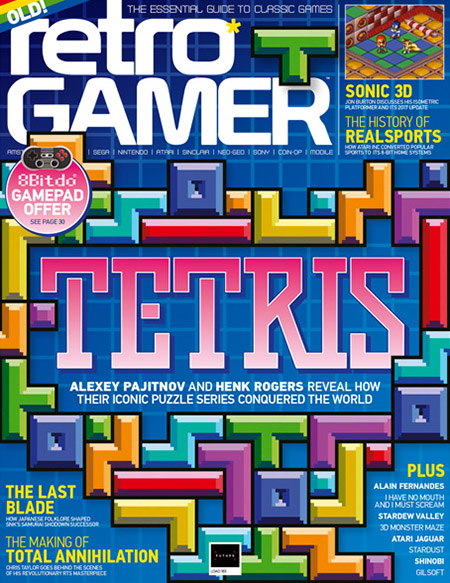 OLD!
THE ESSENTIAL GUIDE TO CLASSIC GAMES
retro*
GAMER
SEGA | NINTENDO | ATARI | SINCLAIR | NEO-GEO | SONY | COIN-OP | MOBILE
SONIC 3D
JON BURTON DISCUSSES HIS ISOMETRIC
PLATFORMER AND ITS 2017 UPDATE
THE HISTORY OF
REALSPORTS
HOW ATARI INC CONVERTED POPULAR
SPORTS TO ITS 8-BIT HOME SYSTEMS
8Bitdo
GAMEPAD
OFFER
SEE PAGE 30
TETRIS
ALEXEY PAJITNOV AND HENK ROGERS REVEAL HOW
THEIR ICONIC PUZZLE SERIES CONQUERED THE WORLD
THE LAST
BLADE
HOW JAPANESE FOLKLORE SHAPED
SNK'S SAMURAI SHODOWN SUCCESSOR
THE MAKING OF
TOTAL ANNIHILATION
CHRIS TAYLOR GOES BEHIND THE SCENES
OF HIS REVOLUTIONARY RTS MASTERPIECE
FUTURE
PLUS
ALAIN FERNANDES
I HAVE NO MOUTH
AND I MUST SCREAM
STARDEW VALLEY
3D MONSTER MAZE
ATARI JAGUAR
STARDUST
SHINOBI
GILSOFT